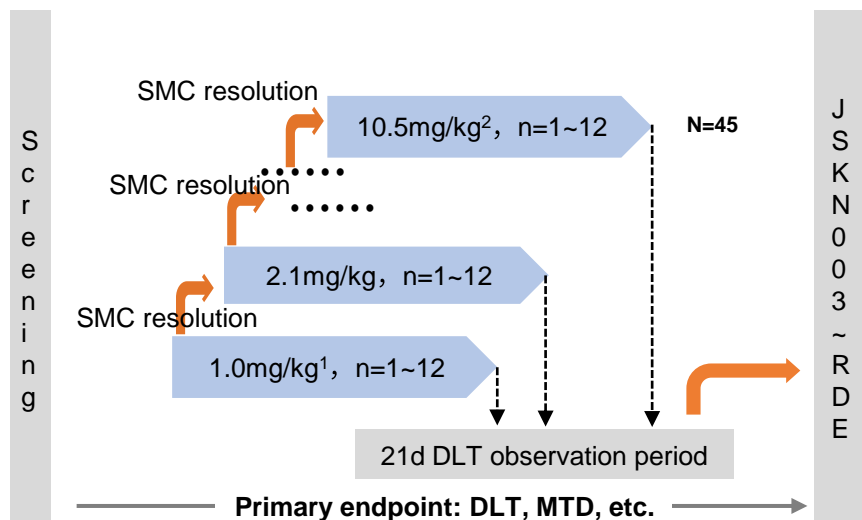 Screening
SMC resolution
10.5mg/kg²，n=1~12
N=45
SMC resolution
······
······
2.1mg/kg，n=1~12
SMC resolution
1.0mg/kg¹，n=1~12
21d DLT observation period
Primary endpoint: DLT, MTD, etc.
JSKN003~RDE